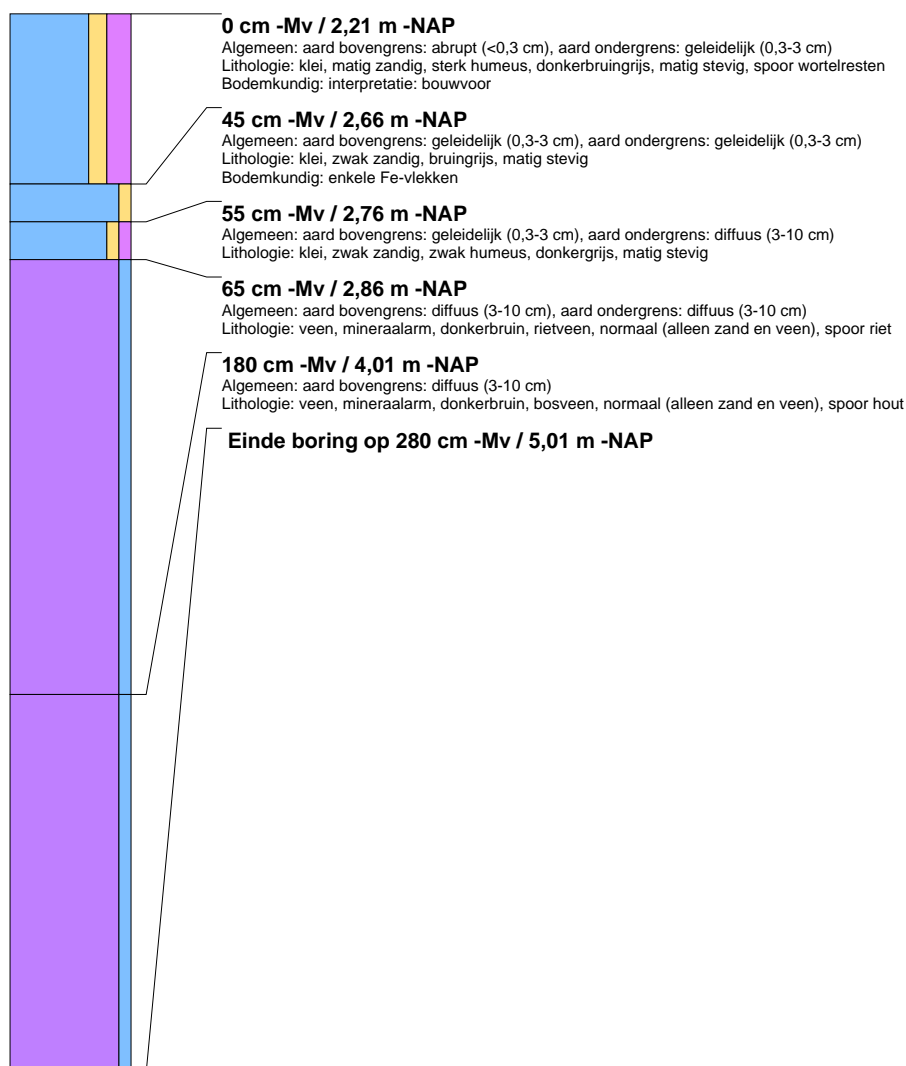 0 cm -Mv / 2,21 m -NAP
Algemeen: aard bovengrens: abrupt (<0,3 cm), aard ondergrens: geleidelijk (0,3-3 cm)
Lithologie: klei, matig zandig, sterk humeus, donkerbruingrijs, matig stevig, spoor wortelresten
Bodemkundig: interpretatie: bouwvoor
45 cm -Mv / 2,66 m -NAP
Algemeen: aard bovengrens: geleidelijk (0,3-3 cm), aard ondergrens: geleidelijk (0,3-3 cm)
Lithologie: klei, zwak zandig, bruingrijs, matig stevig
Bodemkundig: enkele Fe-vlekken
55 cm -Mv / 2,76 m -NAP
Algemeen: aard bovengrens: geleidelijk (0,3-3 cm), aard ondergrens: diffuus (3-10 cm)
Lithologie: klei, zwak zandig, zwak humeus, donkergrijs, matig stevig
65 cm -Mv / 2,86 m -NAP
Algemeen: aard bovengrens: diffuus (3-10 cm), aard ondergrens: diffuus (3-10 cm)
Lithologie: veen, mineraalarm, donkerbruin, rietveen, normaal (alleen zand en veen), spoor riet
180 cm -Mv / 4,01 m -NAP
Algemeen: aard bovengrens: diffuus (3-10 cm)
Lithologie: veen, mineraalarm, donkerbruin, bosveen, normaal (alleen zand en veen), spoor hout
Einde boring op 280 cm -Mv / 5,01 m -NAP